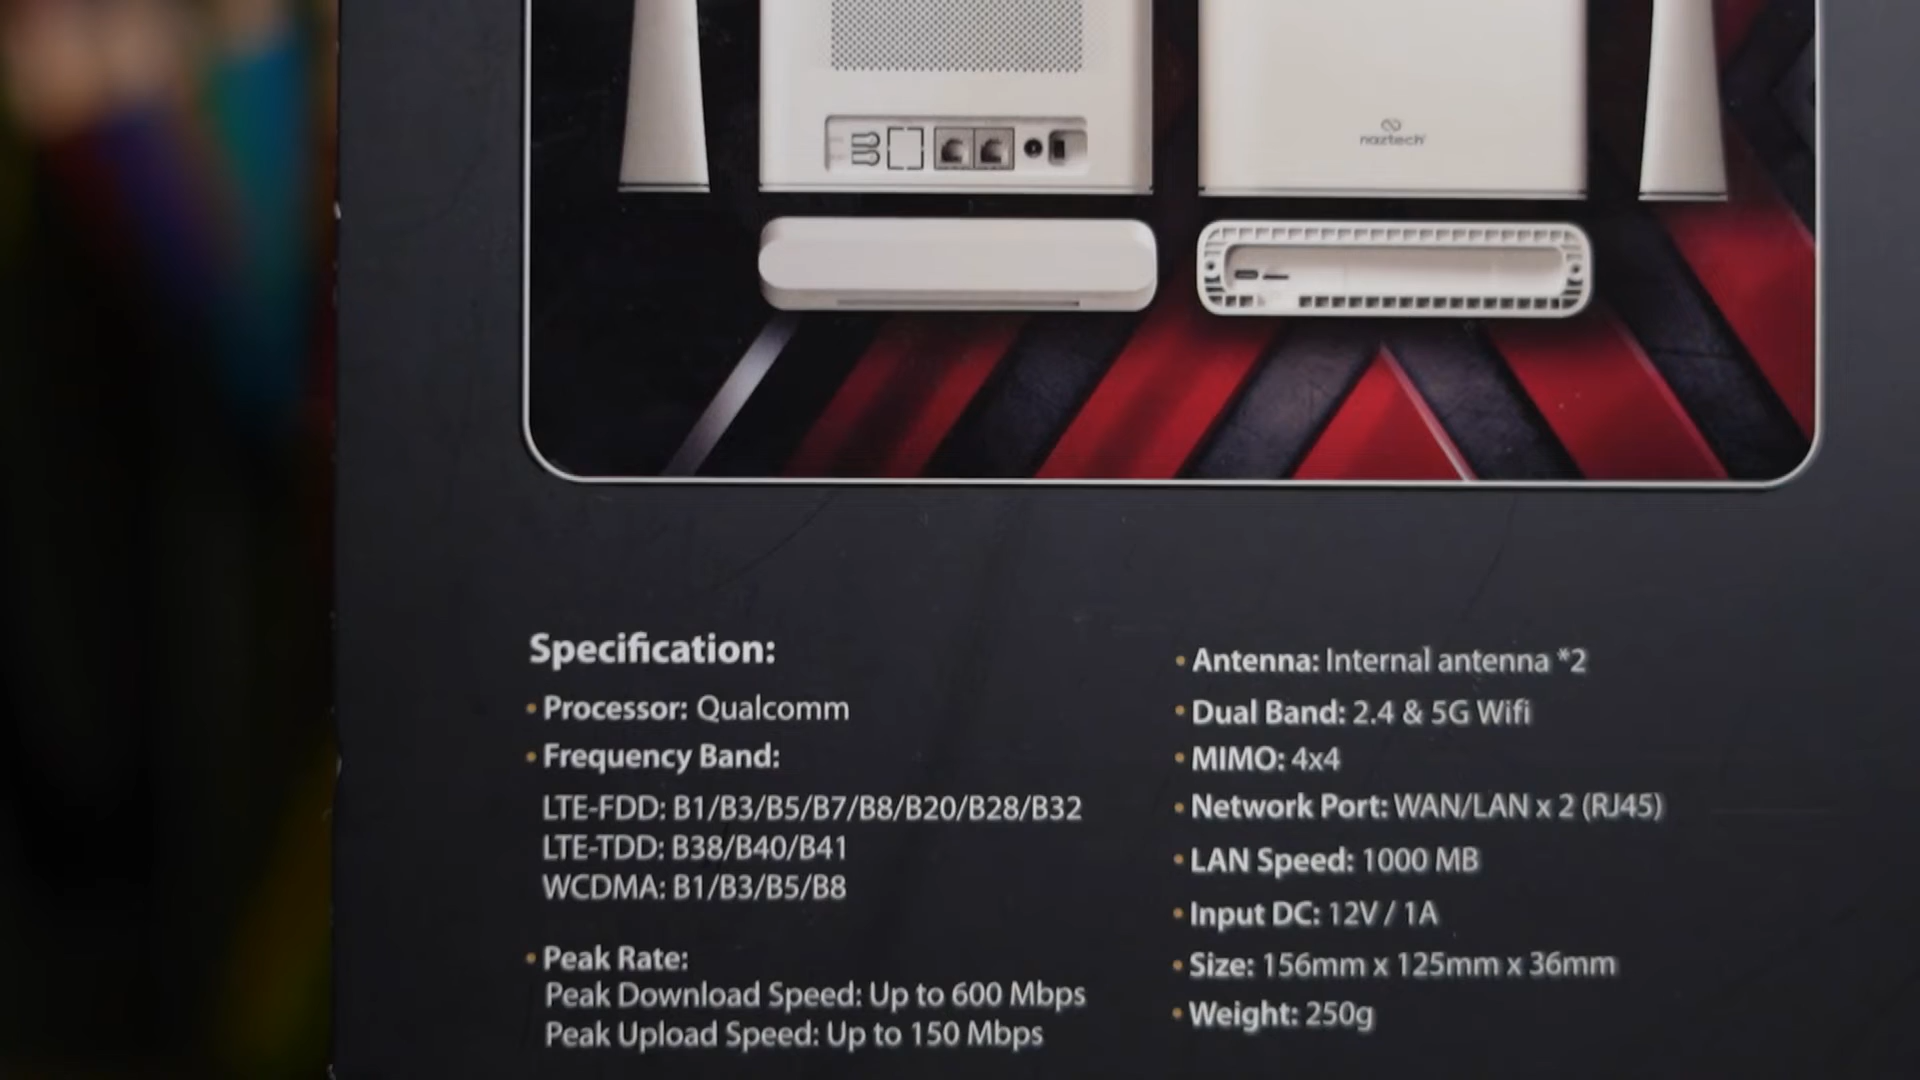 naztech
Specification:
• Processor: Qualcomm
• Frequency Band:
LTE-FDD: B1/B3/B5/B7/B8/B20/B28/B32
LTE-TDD: B38/B40/B41
WCDMA: B1/B3/B5/B8
• Peak Rate:
Peak Download Speed: Up to 600 Mbps
Peak Upload Speed: Up to 150 Mbps
• Antenna: Internal antenna *2
• Dual Band: 2.4 & 5G Wifi
• MIMO: 4x4
• Network Port: WAN/LAN x 2 (RJ45)
• LAN Speed: 1000 MB
• Input DC: 12V / 1A
• Size: 156mm x 125mm x 36mm
• Weight: 250g